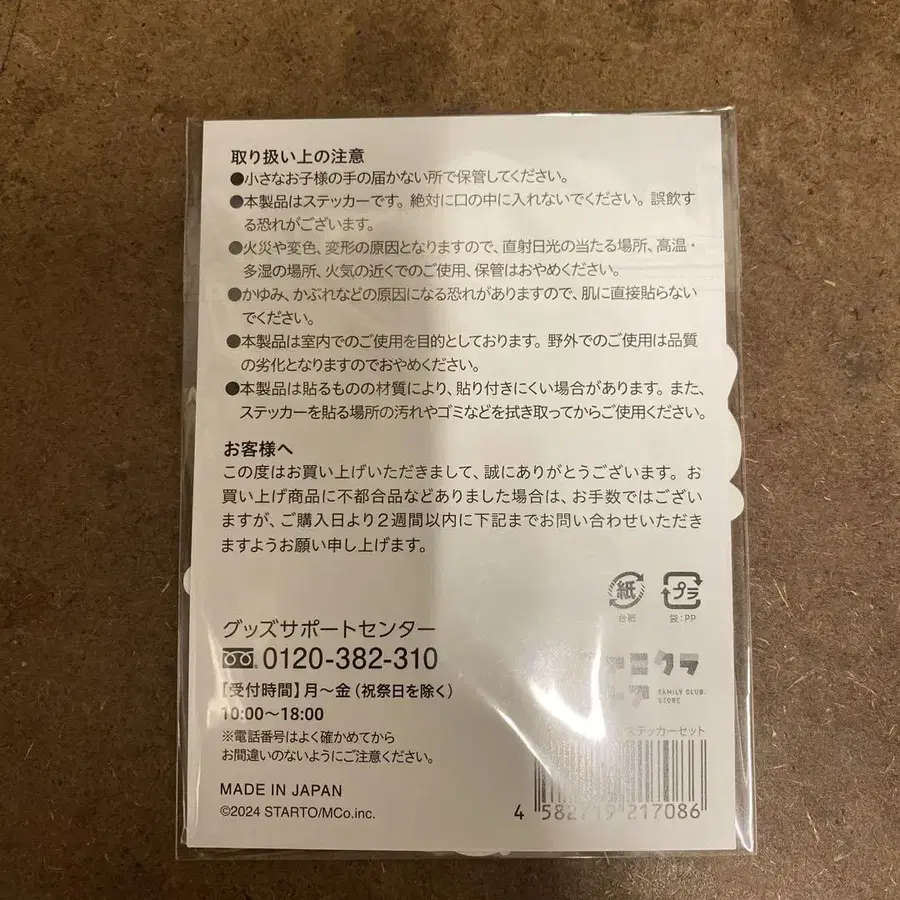 取り扱い上の注意
●小さなお子様の手の届かない所で保管してください。
●本製品はステッカーです。絶対に口の中に入れないでください。誤飲す
る恐れがございます。
●火災や変色、変形の原因となりますので、直射日光の当たる場所、高温・
多湿の場所、火気の近くでのご使用、保管はおやめください。
●かゆみ、かぶれなどの原因になる恐れがありますので、肌に直接貼らない
でください。
●本製品は室内でのご使用を目的としております。野外でのご使用は品質
の劣化となりますのでおやめください。
●本製品は貼るものの材質により、貼り付きにくい場合があります。また、
ステッカーを貼る場所の汚れやゴミなどを拭き取ってからご使用ください。
お客様へ
この度はお買い上げいただきまして、誠にありがとうございます。お
買い上げ商品に不都合品などありました場合は、お手数ではござい
ますが、ご購入日より2週間以内に下記までお問い合わせいただき
ますようお願い申し上げます。
紙
台紙
プラ
袋:PP
グッズサポートセンター
0120-382-310
【受付時間】月〜金(祝祭日を除く)
10:00〜18:00
※電話番号はよく確かめてから
お間違いのないようにご注意ください。
MADE IN JAPAN
©2024 STARTO/MCo.inc.
クラ
FAMILY CLUB
STORE
ステッカーセット
4 582719 217086